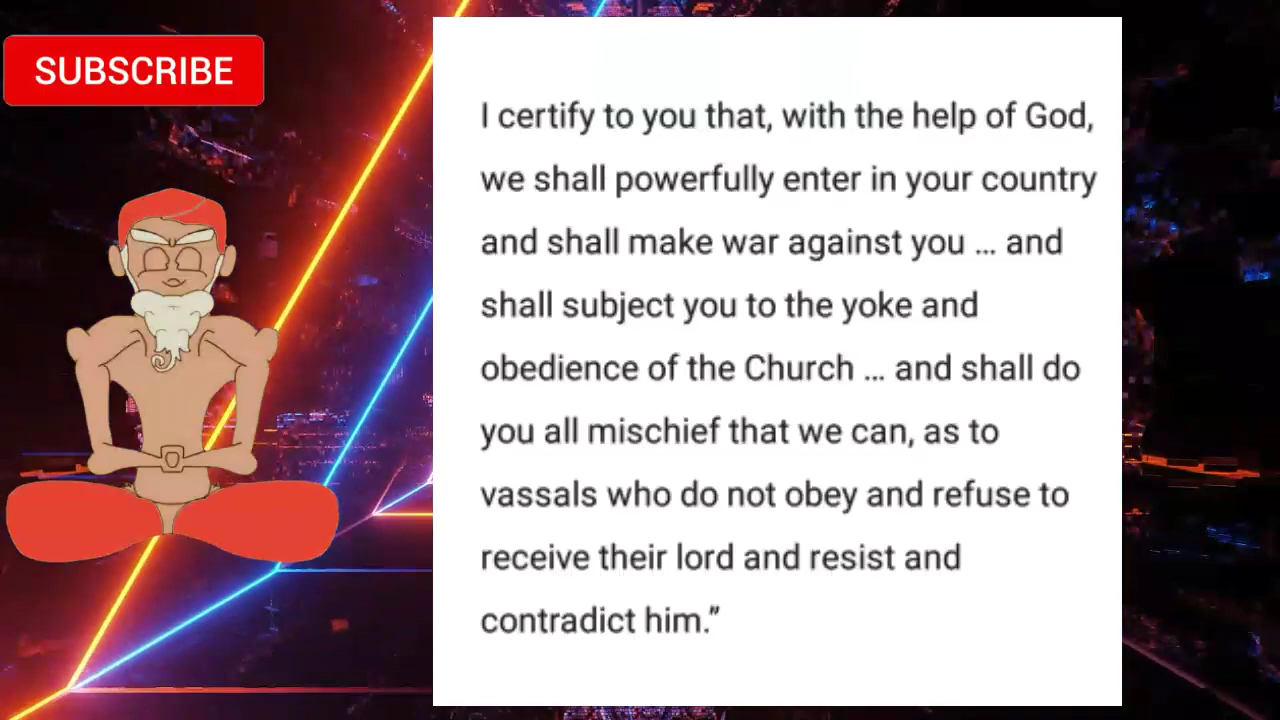 SUBSCRIBE
I certify to you that, with the help of God,
we shall powerfully enter in your country
and shall make war against you … and
shall subject you to the yoke and
obedience of the Church … and shall do
you all mischief that we can, as to
vassals who do not obey and refuse to
receive their lord and resist and
contradict him.”